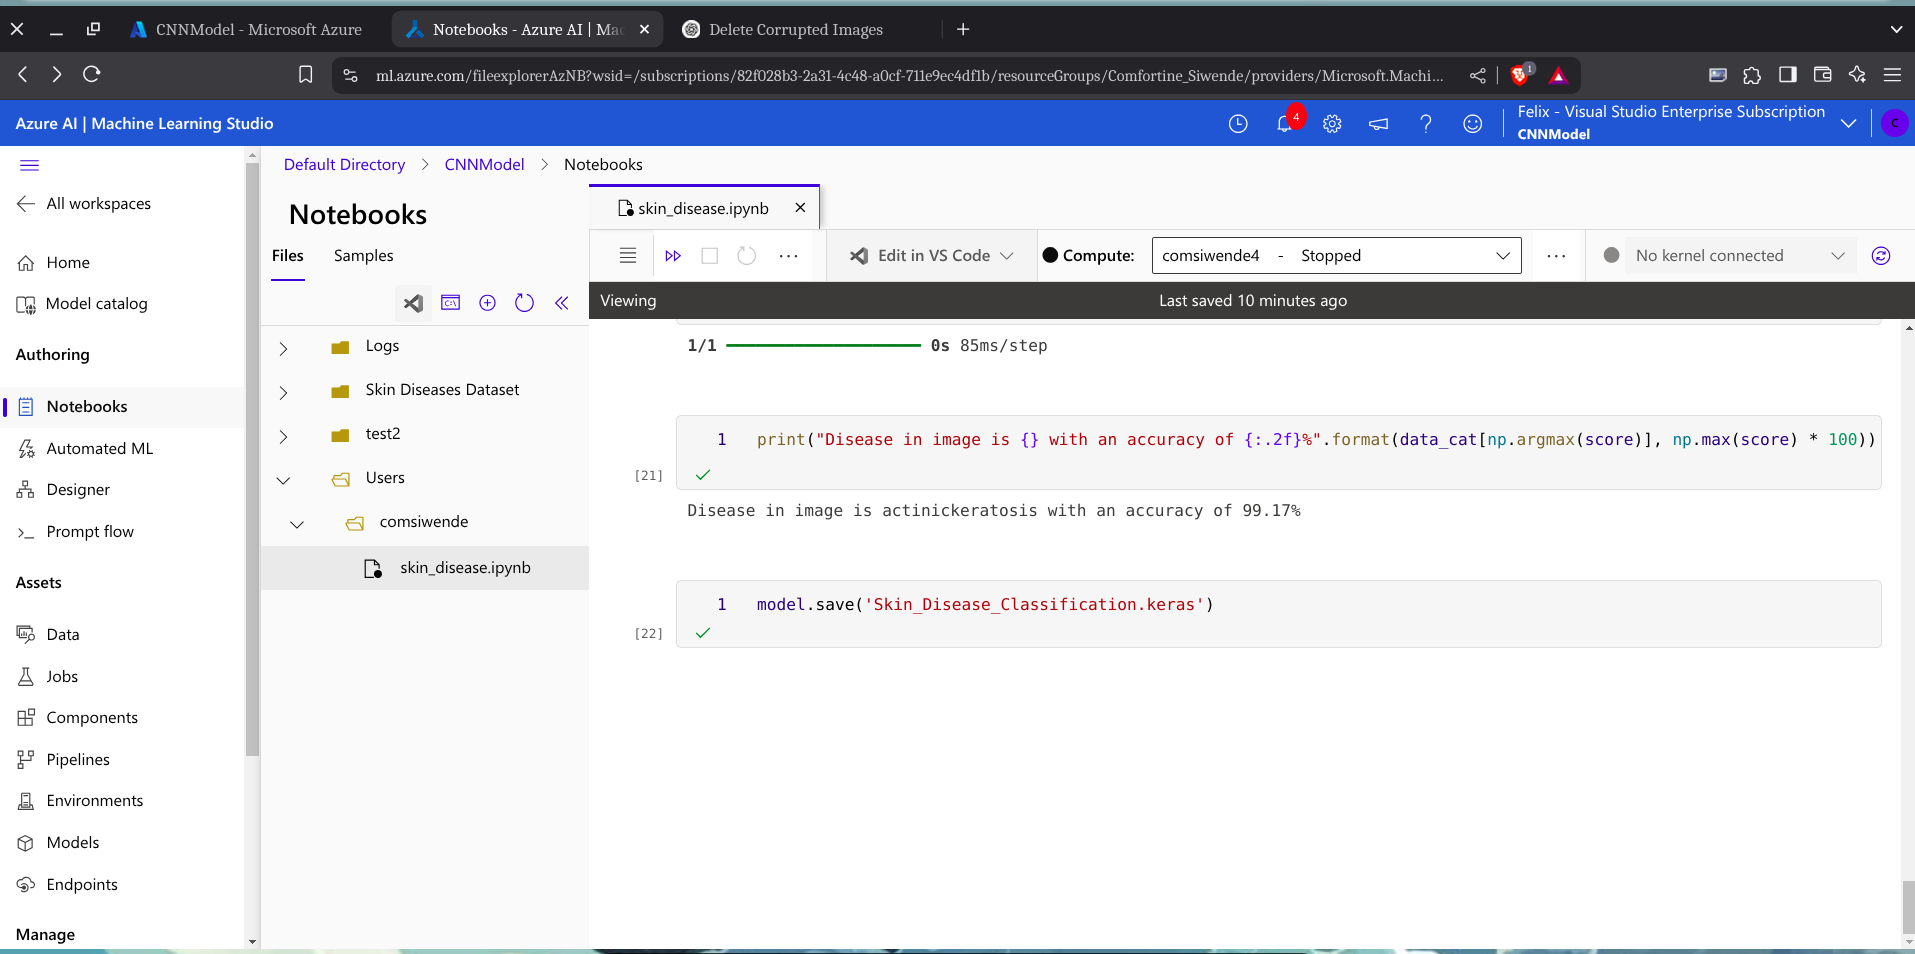 CNNModel - Microsoft Azure
Notebooks - Azure AI | Mac
Delete Corrupted Images
ml.azure.com/fileexplorerAzNB?wsid=/subscriptions/82f028b3-2a31-4c48-a0cf-711e9ec4df1b/resourceGroups/Comfortine_Siwende/providers/Microsoft.Machi...
1
Azure AI | Machine Learning Studio
4
Felix - Visual Studio Enterprise Subscription
CNNModel
C
All workspaces
Home
Model catalog
Authoring
Notebooks
Automated ML
Designer
Prompt flow
Assets
Data
Jobs
Components
Pipelines
Environments
Models
Endpoints
Manage
Default Directory > CNNModel > Notebooks
Notebooks
Files
Samples
Logs
Skin Diseases Dataset
test2
Users
comsiwende
skin_disease.ipynb
skin_disease.ipynb
Edit in VS Code
Compute:
comsiwende4 - Stopped
No kernel connected
Viewing
Last saved 10 minutes ago
1/1 0s 85ms/step
1 print("Disease in image is {} with an accuracy of {:.2f}%".format(data_cat[np.argmax(score)], np.max(score) * 100))
[21]
Disease in image is actinickeratosis with an accuracy of 99.17%
1 model.save('Skin_Disease_Classification.keras')
[22]